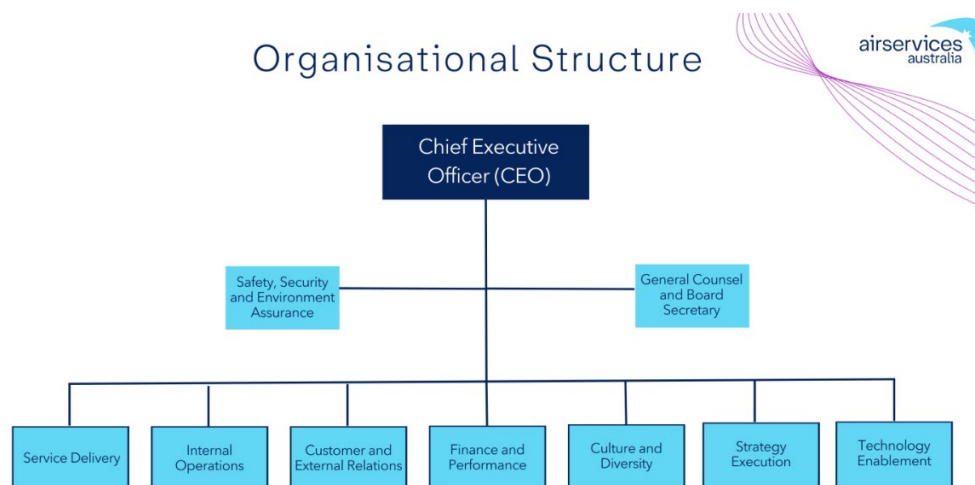 Organisational Structure
airservices
australia
Chief Executive
Officer (CEO)
Safety, Security
and Environment
Assurance
General Counsel
and Board
Secretary
Service Delivery
Internal
Operations
Customer and
External Relations
Finance and
Performance
Culture and
Diversity
Strategy
Execution
Technology
Enablement